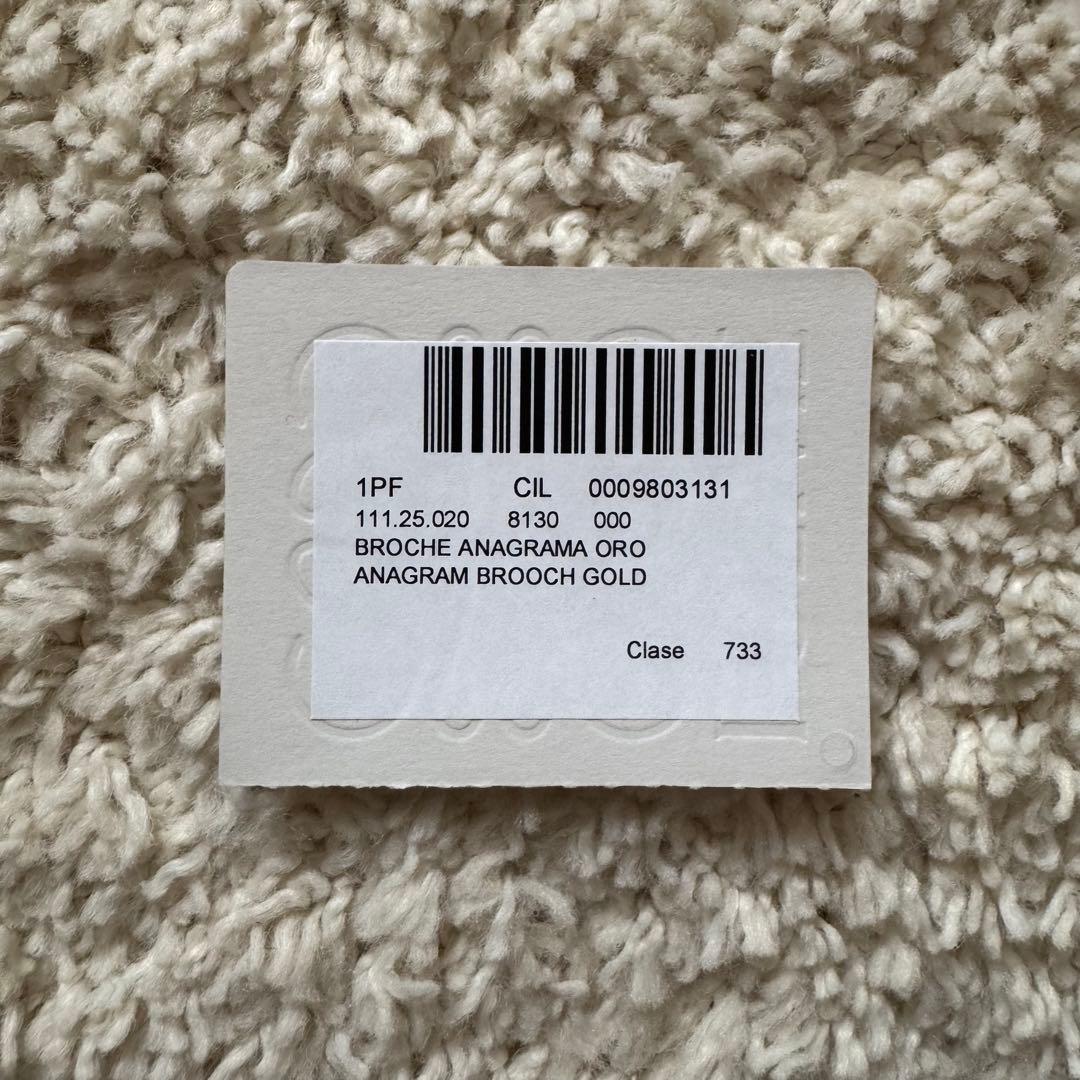 1PF CIL 0009803131
111.25.020 8130 000
BROCHE ANAGRAMA ORO
ANAGRAM BROOCH GOLD
Clase 733